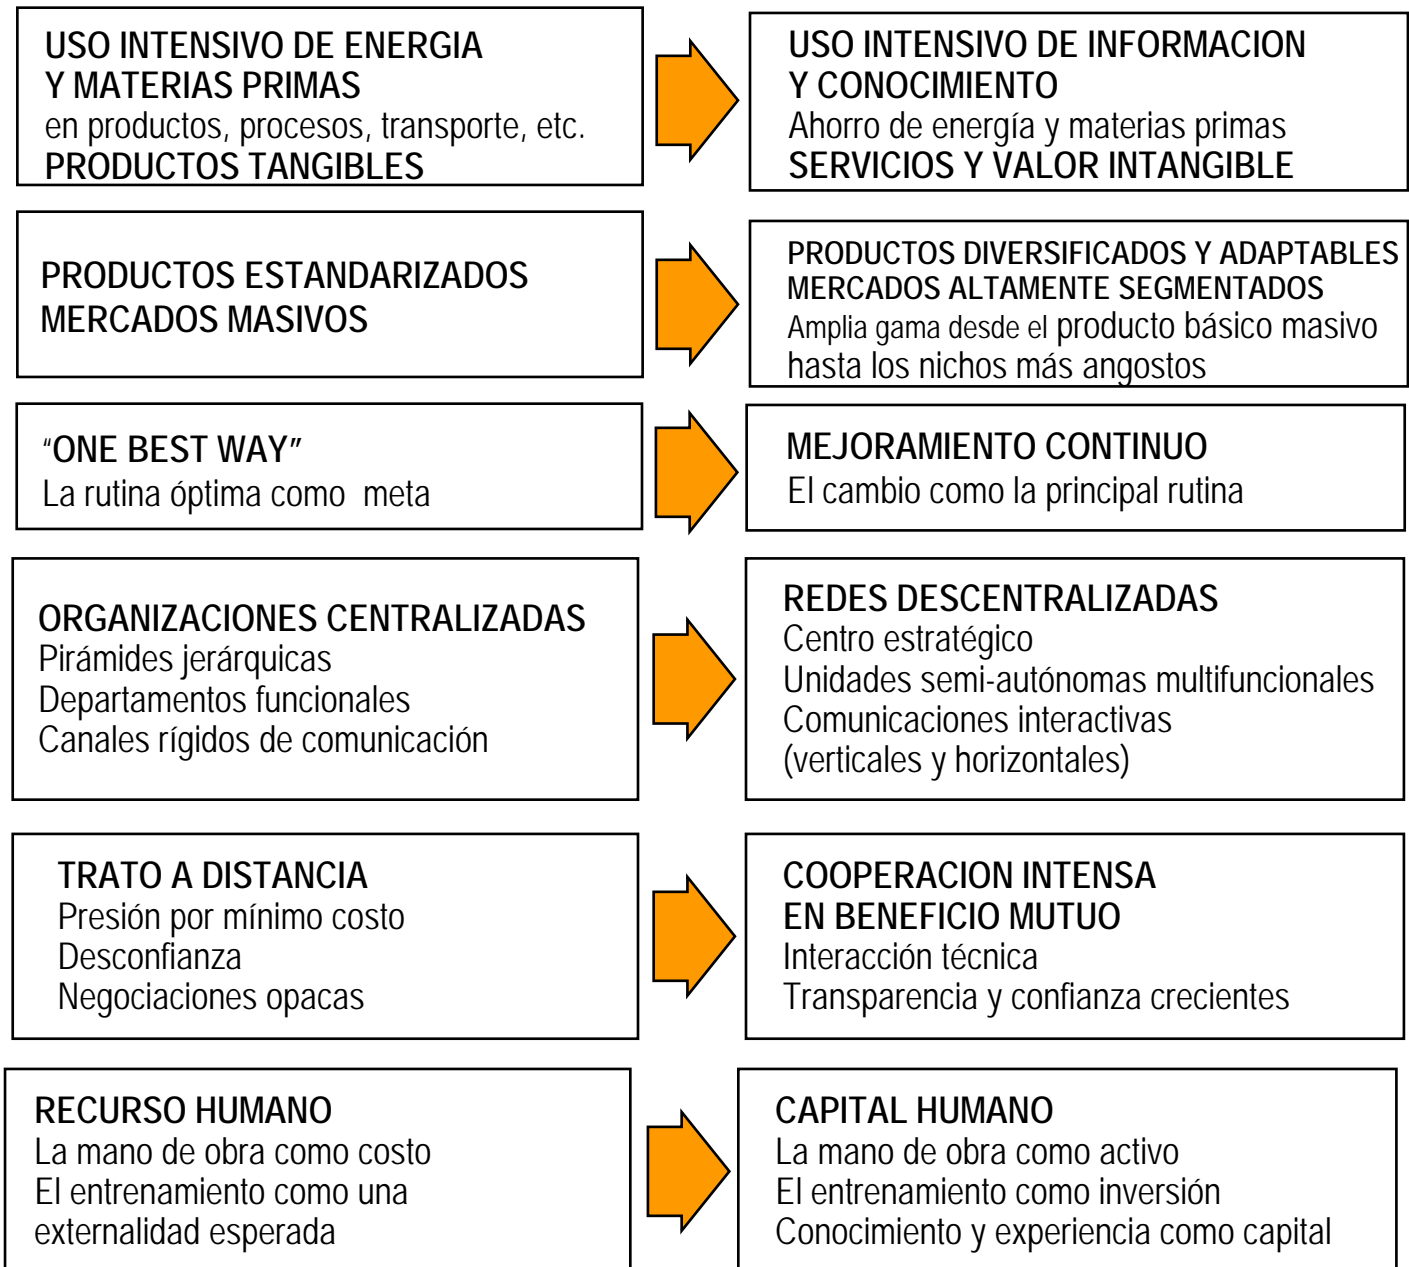 USO INTENSIVO DE ENERGIA
Y MATERIAS PRIMAS
en productos, procesos, transporte, etc.
PRODUCTOS TANGIBLES
USO INTENSIVO DE INFORMACION
Y CONOCIMIENTO
Ahorro de energía y materias primas
SERVICIOS Y VALOR INTANGIBLE
PRODUCTOS ESTANDARIZADOS
MERCADOS MASIVOS
PRODUCTOS DIVERSIFICADOS Y ADAPTABLES
MERCADOS ALTAMENTE SEGMENTADOS
Amplia gama desde el producto básico masivo
hasta los nichos más angostos
“ONE BEST WAY”
La rutina óptima como meta
MEJORAMIENTO CONTINUO
El cambio como la principal rutina
ORGANIZACIONES CENTRALIZADAS
Pirámides jerárquicas
Departamentos funcionales
Canales rígidos de comunicación
REDES DESCENTRALIZADAS
Centro estratégico
Unidades semi-autónomas multifuncionales
Comunicaciones interactivas
(verticales y horizontales)
TRATO A DISTANCIA
Presión por mínimo costo
Desconfianza
Negociaciones opacas
COOPERACION INTENSA
EN BENEFICIO MUTUO
Interacción técnica
Transparencia y confianza crecientes
RECURSO HUMANO
La mano de obra como costo
El entrenamiento como una
externalidad esperada
CAPITAL HUMANO
La mano de obra como activo
El entrenamiento como inversión
Conocimiento y experiencia como capital